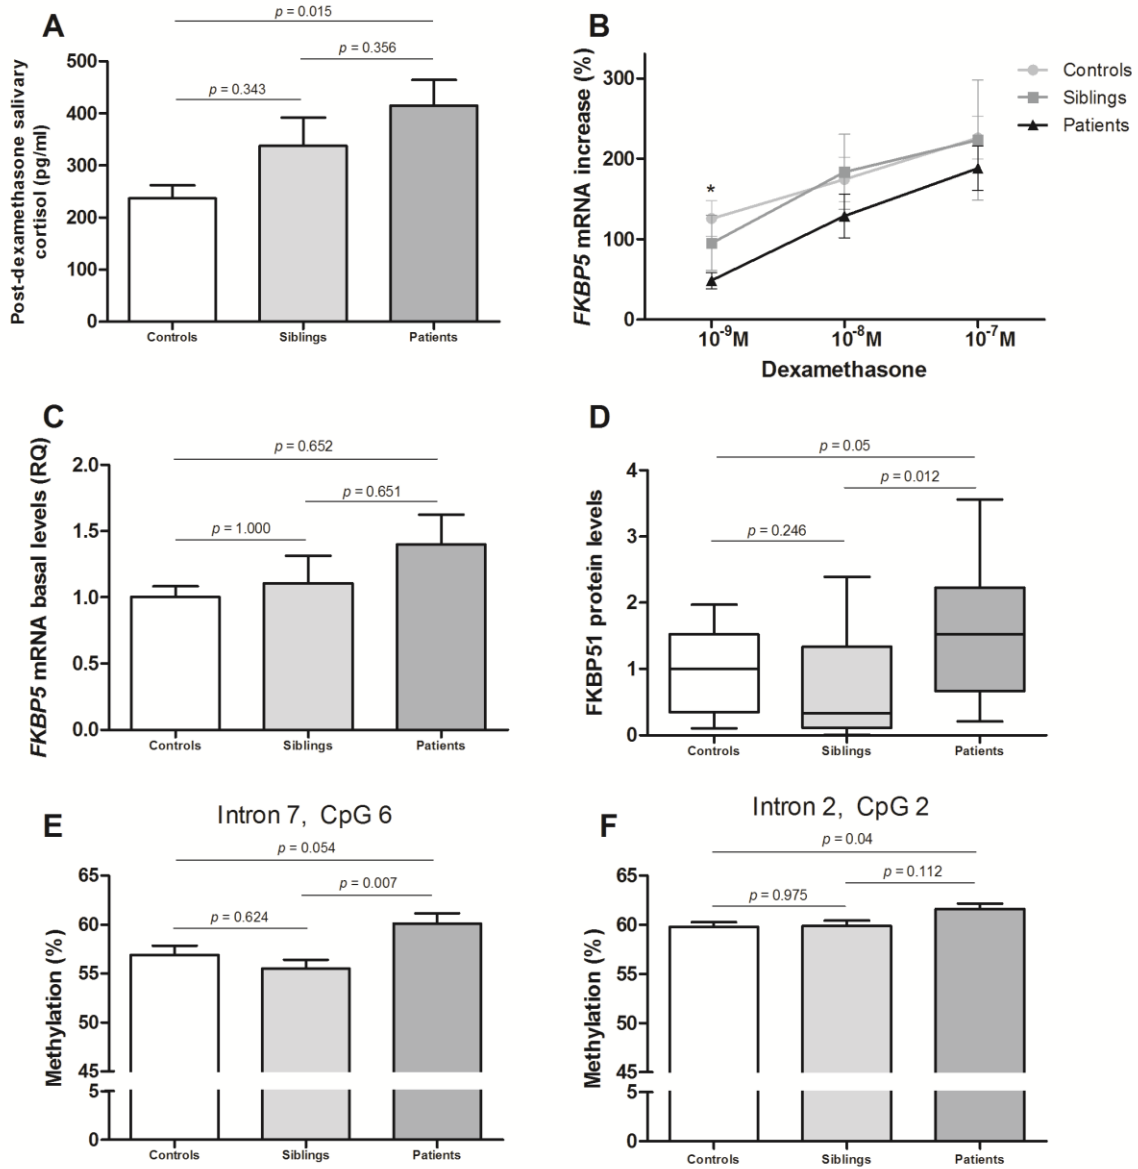 A
p = 0.015
p = 0.356
p = 0.343
Post-dexamethasone salivary
cortisol (pg/ml)
500
400
300
200
100
0
Controls
Siblings
Patients
B
FKBP5 mRNA increase (%)
300
200
100
0
*
10-9M
10-8M
10-7M
Dexamethasone
Controls
Siblings
Patients
C
p = 0.652
p = 0.651
p = 1.000
FKBP5 mRNA basal levels (RQ)
2.0
1.5
1.0
0.5
0.0
Controls
Siblings
Patients
D
p = 0.05
p = 0.012
p = 0.246
FKBP51 protein levels
4
3
2
1
0
Controls
Siblings
Patients
E
Intron 7, CpG 6
p = 0.054
p = 0.007
p = 0.624
Methylation (%)
65
60
55
50
45
5
0
Controls
Siblings
Patients
F
Intron 2, CpG 2
p = 0.04
p = 0.112
p = 0.975
Methylation (%)
65
60
55
50
45
5
0
Controls
Siblings
Patients